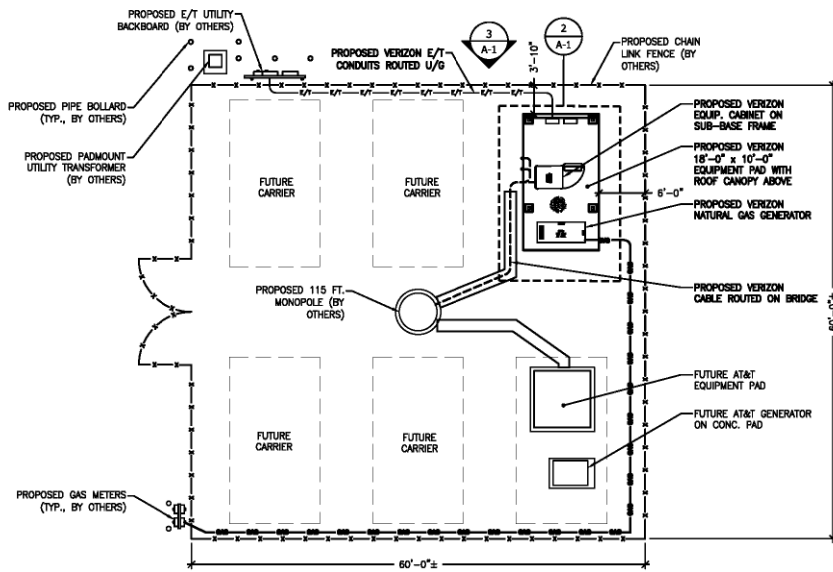 PROPOSED E/T UTILITY
BACKBOARD (BY OTHERS)
PROPOSED VERIZON E/T
CONDUITS ROUTED U/G
3
A-1
2
A-1
3'-10"
PROPOSED CHAIN
LINK FENCE (BY
OTHERS)
PROPOSED PIPE BOLLARD
(TYP., BY OTHERS)
PROPOSED PADMOUNT
UTILITY TRANSFORMER
(BY OTHERS)
E/T E/T E/T E/T E/T E/T E/T
PROPOSED VERIZON
EQUIP. CABINET ON
SUB-BASE FRAME
PROPOSED VERIZON
18'-0" x 10'-0"
EQUIPMENT PAD WITH
ROOF CANOPY ABOVE
6'-0"
PROPOSED VERIZON
NATURAL GAS GENERATOR
FUTURE
CARRIER
FUTURE
CARRIER
PROPOSED 115 FT.
MONOPOLE (BY
OTHERS)
PROPOSED VERIZON
CABLE ROUTED ON BRIDGE
60'-0"±
FUTURE AT&T
EQUIPMENT PAD
FUTURE AT&T GENERATOR
ON CONC. PAD
FUTURE
CARRIER
FUTURE
CARRIER
PROPOSED GAS METERS
(TYP., BY OTHERS)
60'-0"±